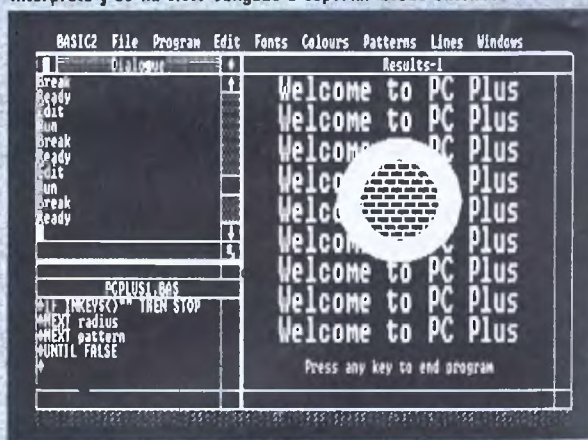 BASIC2 File Program Edit Fonts Colours Patterns Lines Windows
Dialogue
Break
Ready
Edit
Run
Break
Ready
Edit
Run
Break
Ready
Results-1
Welcome to PC Plus
Welcome to PC Plus
Welcome to PC Plus
Welcome to PC Plus
Welco PC Plus
Welcome to PC Plus
Welcome to PC Plus
Welcome to PC Plus
Welcome to PC Plus
Press any key to end program
PCPLUS1.BAS
IF INKEY$<>"" THEN STOP
NEXT radius
NEXT pattern
UNTIL FALSE